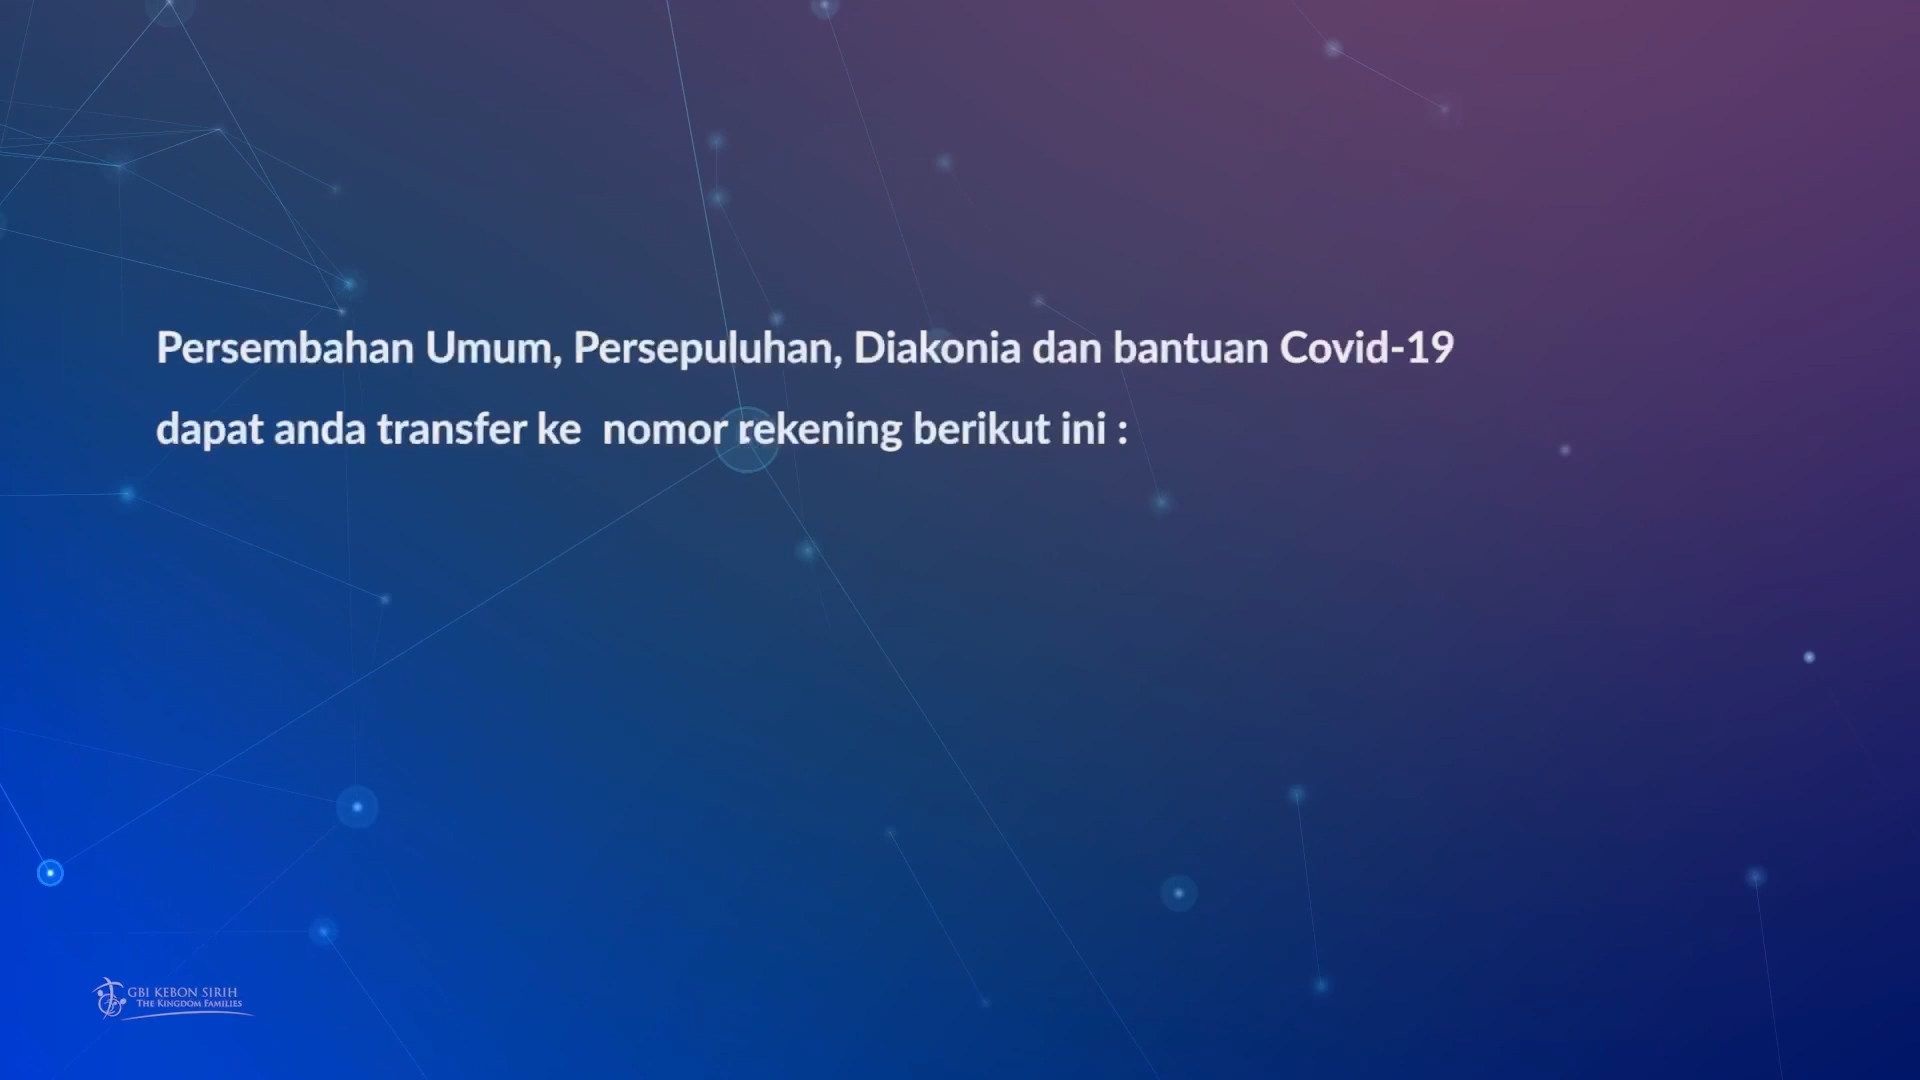 Persembahan Umum, Persepuluhan, Diakonia dan bantuan Covid-19
dapat anda transfer ke  nomor rekening berikut ini :
GBI KEBON SIRIH
THE KINGDOM FAMILIES